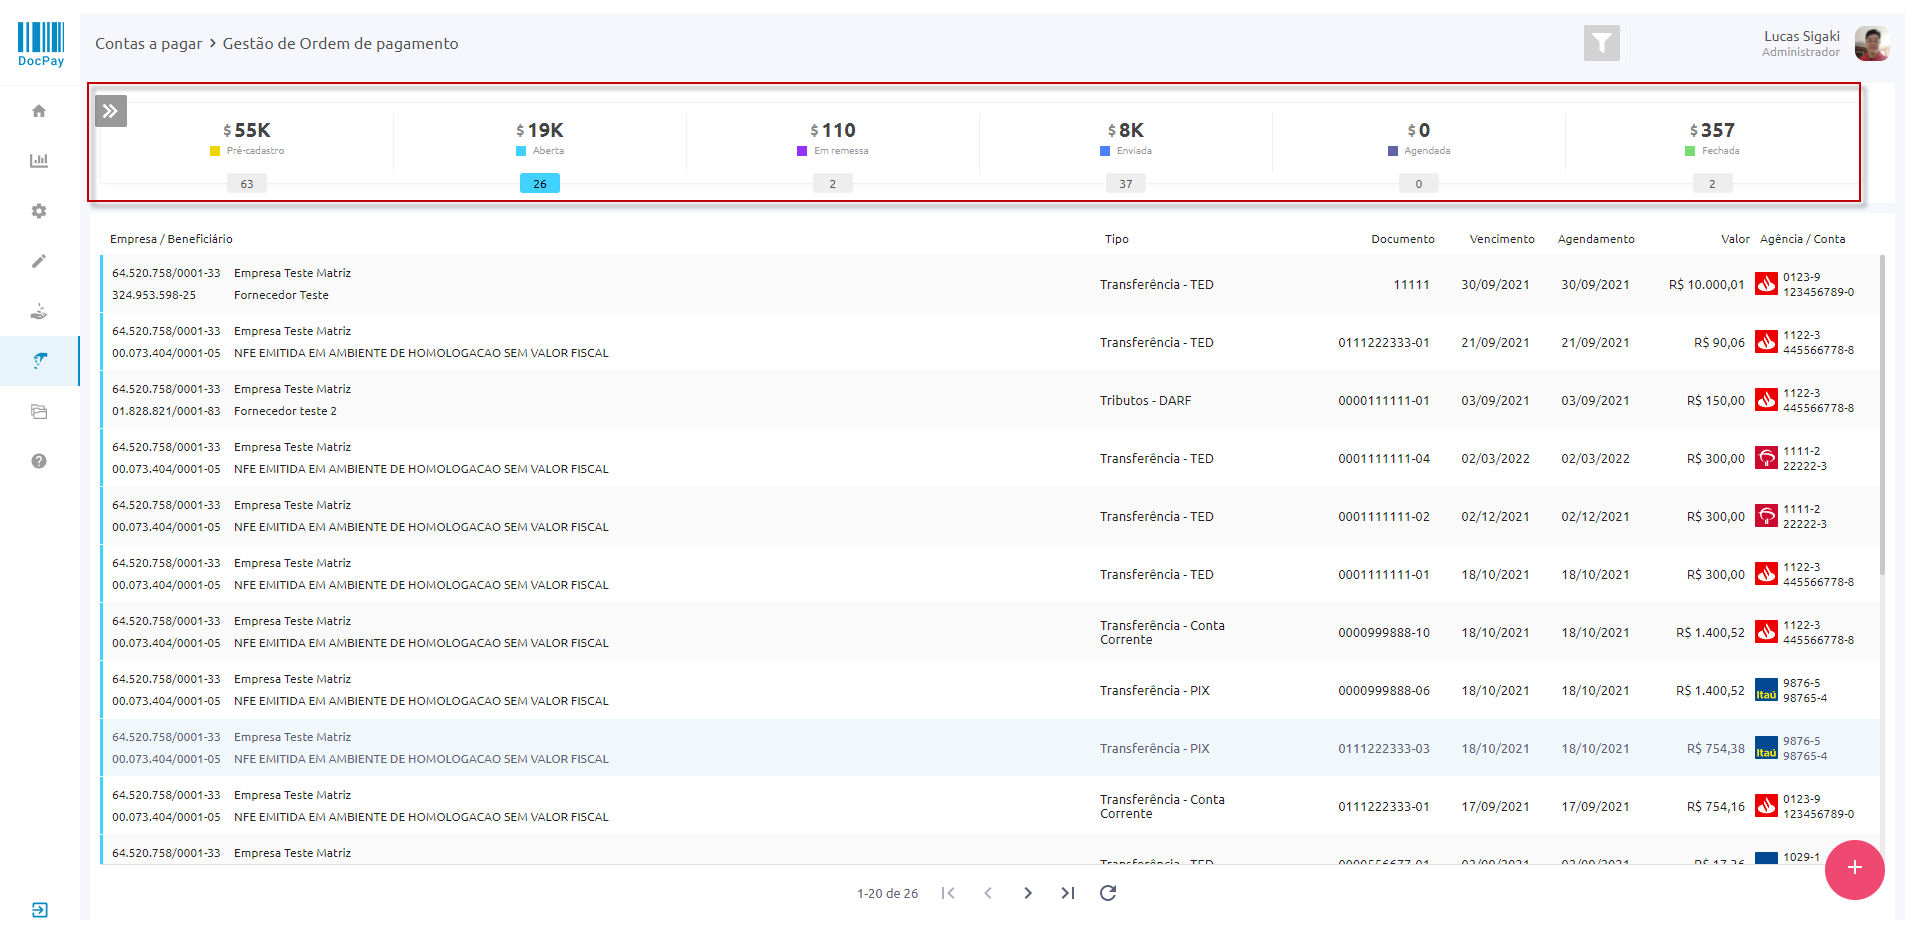 DocPay
Contas a pagar > Gestão de Ordem de pagamento
Lucas Sigaki
Administrador
$ 55K
Pré-cadastro
63
$ 19K
Aberta
26
$ 110
Em remessa
2
$ 8K
Enviada
37
$ 0
Agendada
0
$ 357
Fechada
2
Empresa / Beneficiário Tipo Documento Vencimento Agendamento Valor Agência / Conta
64.520.758/0001-33 Empresa Teste Matriz
324.953.598-25 Fornecedor Teste
Transferência - TED 11111 30/09/2021 30/09/2021 R$ 10.000,01
0123-9
123456789-0
64.520.758/0001-33 Empresa Teste Matriz
00.073.404/0001-05 NFE EMITIDA EM AMBIENTE DE HOMOLOGACAO SEM VALOR FISCAL
Transferência - TED 0111222333-01 21/09/2021 21/09/2021 R$ 90,06
1122-3
445566778-8
64.520.758/0001-33 Empresa Teste Matriz
01.828.821/0001-83 Fornecedor teste 2
Tributos - DARF 0000111111-01 03/09/2021 03/09/2021 R$ 150,00
1122-3
445566778-8
64.520.758/0001-33 Empresa Teste Matriz
00.073.404/0001-05 NFE EMITIDA EM AMBIENTE DE HOMOLOGACAO SEM VALOR FISCAL
Transferência - TED 0001111111-04 02/03/2022 02/03/2022 R$ 300,00
1111-2
22222-3
64.520.758/0001-33 Empresa Teste Matriz
00.073.404/0001-05 NFE EMITIDA EM AMBIENTE DE HOMOLOGACAO SEM VALOR FISCAL
Transferência - TED 0001111111-02 02/12/2021 02/12/2021 R$ 300,00
1111-2
22222-3
64.520.758/0001-33 Empresa Teste Matriz
00.073.404/0001-05 NFE EMITIDA EM AMBIENTE DE HOMOLOGACAO SEM VALOR FISCAL
Transferência - TED 0001111111-01 18/10/2021 18/10/2021 R$ 300,00
1122-3
445566778-8
64.520.758/0001-33 Empresa Teste Matriz
00.073.404/0001-05 NFE EMITIDA EM AMBIENTE DE HOMOLOGACAO SEM VALOR FISCAL
Transferência - Conta
Corrente
0000999888-10 18/10/2021 18/10/2021 R$ 1.400,52
1122-3
445566778-8
64.520.758/0001-33 Empresa Teste Matriz
00.073.404/0001-05 NFE EMITIDA EM AMBIENTE DE HOMOLOGACAO SEM VALOR FISCAL
Transferência - PIX 0000999888-06 18/10/2021 18/10/2021 R$ 1.400,52
Itaú
9876-5
98765-4
64.520.758/0001-33 Empresa Teste Matriz
00.073.404/0001-05 NFE EMITIDA EM AMBIENTE DE HOMOLOGACAO SEM VALOR FISCAL
Transferência - PIX 0111222333-03 18/10/2021 18/10/2021 R$ 754,38
Itaú
9876-5
98765-4
64.520.758/0001-33 Empresa Teste Matriz
00.073.404/0001-05 NFE EMITIDA EM AMBIENTE DE HOMOLOGACAO SEM VALOR FISCAL
Transferência - Conta
Corrente
0111222333-01 17/09/2021 17/09/2021 R$ 754,16
0123-9
123456789-0
64.520.758/0001-33 Empresa Teste Matriz
1029-1
Transferência - TED
1-20 de 26